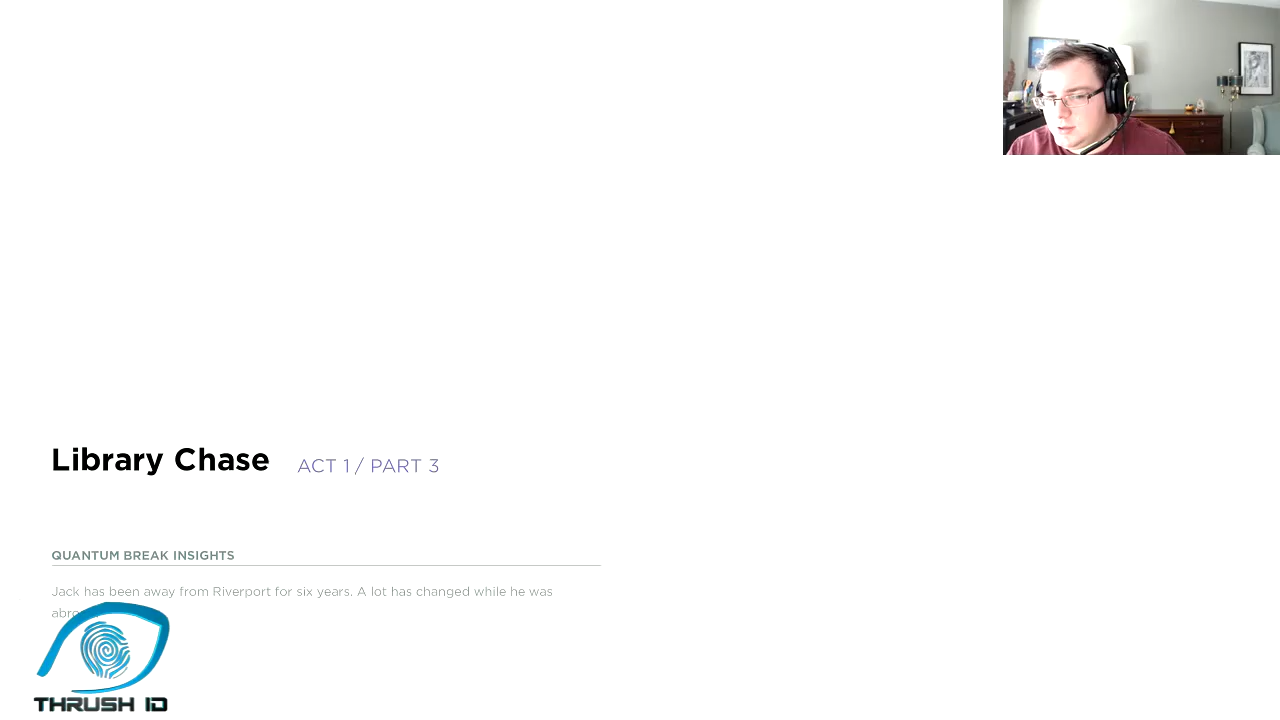 Library Chase ACT 1 / PART 3
QUANTUM BREAK INSIGHTS
Jack has been away from Riverport for six years. A lot has changed while he was
THRUSH ID